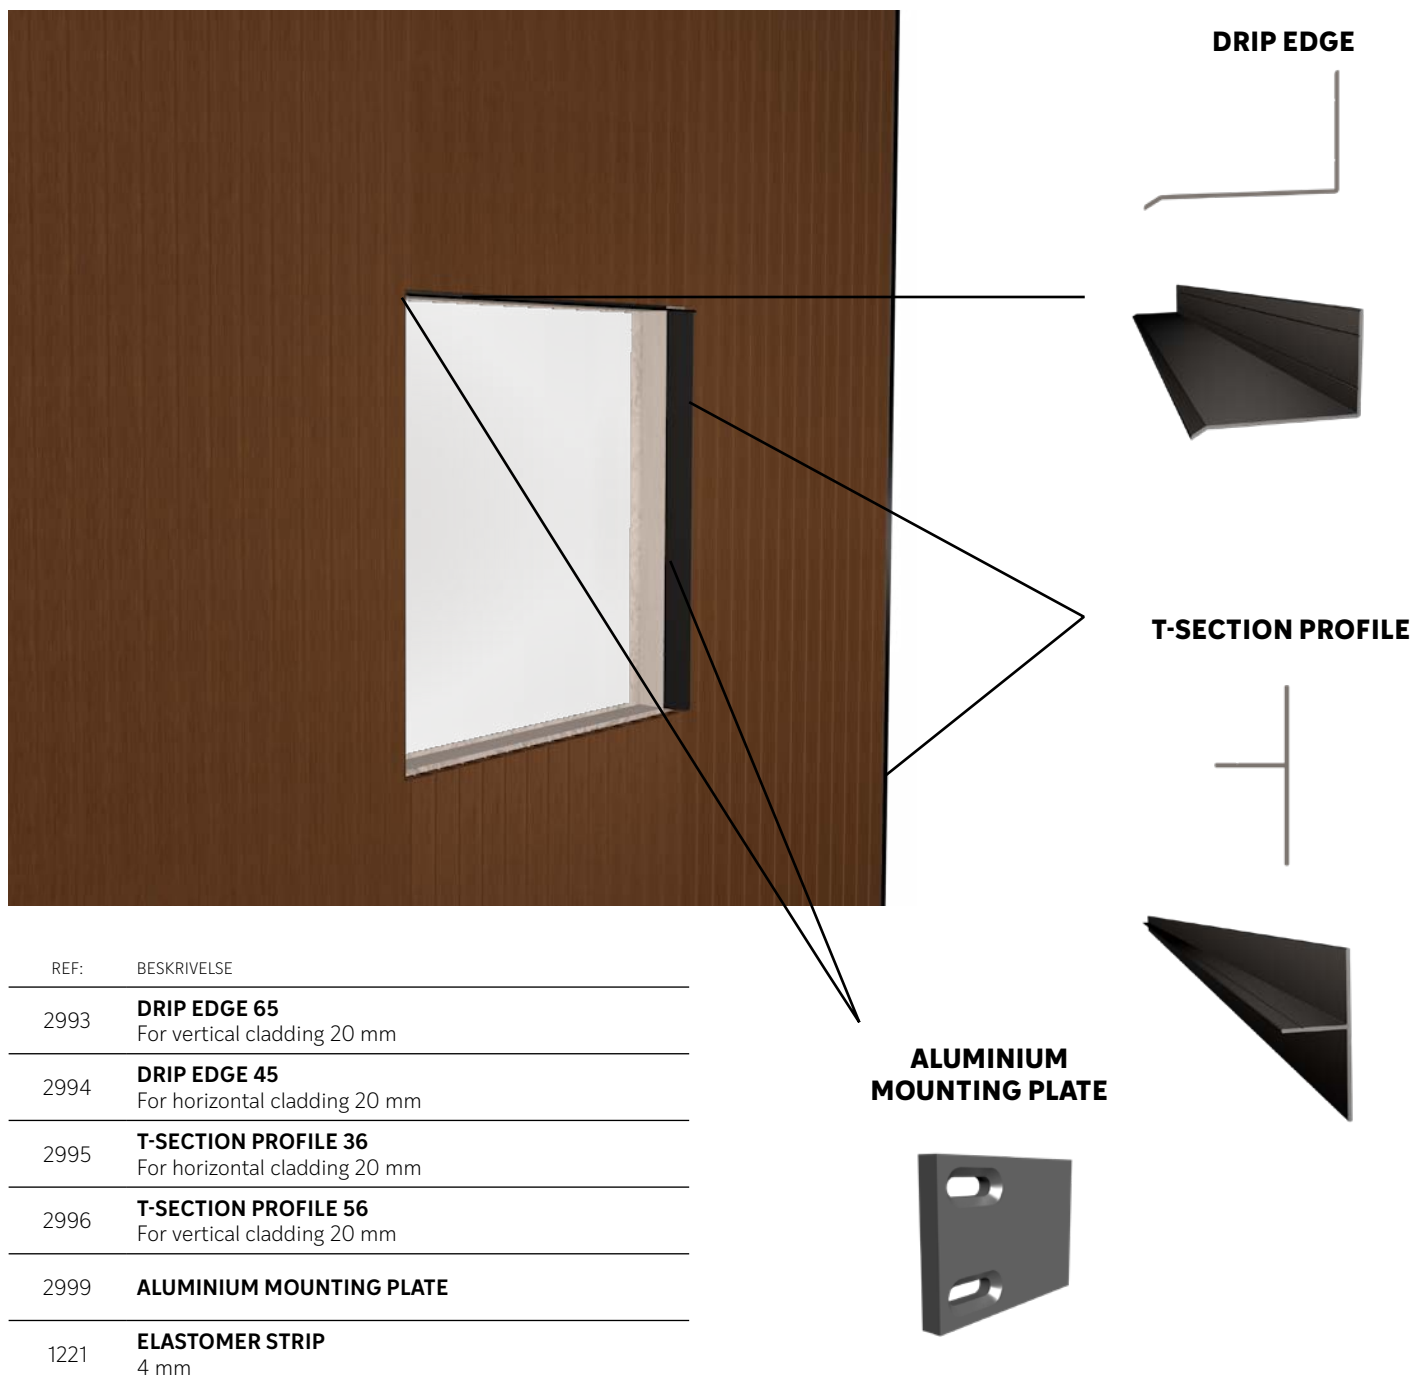 DRIP EDGE
T-SECTION PROFILE
REF: BESKRIVELSE
2993 DRIP EDGE 65
For vertical cladding 20 mm
2994 DRIP EDGE 45
For horizontal cladding 20 mm
2995 T-SECTION PROFILE 36
For horizontal cladding 20 mm
2996 T-SECTION PROFILE 56
For vertical cladding 20 mm
2999 ALUMINIUM MOUNTING PLATE
1221 ELASTOMER STRIP
4 mm
ALUMINIUM
MOUNTING PLATE